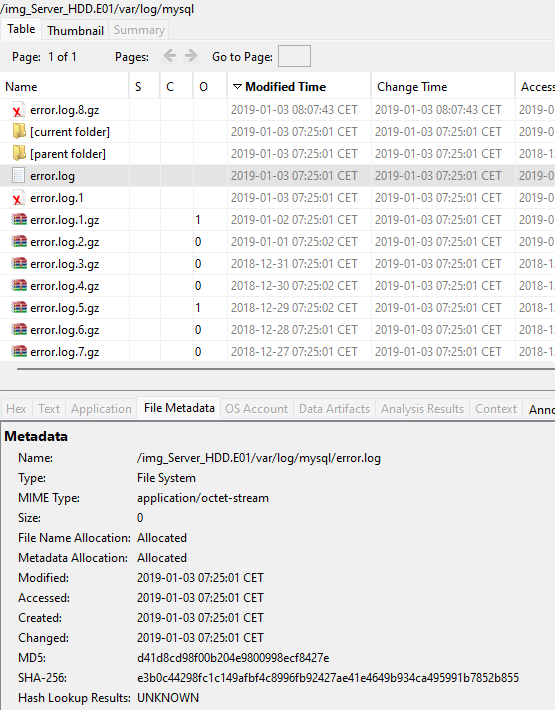 /img_Server_HDD.E01/var/log/mysql
Table Thumbnail Summary
Page: 1 of 1 Pages: Go to Page:
Name S C O Modified Time Change Time Access
error.log.8.gz 2019-01-03 08:07:43 CET 2019-01-03 08:07:43 CET 2019-0
[current folder] 2019-01-03 07:25:01 CET 2019-01-03 07:25:01 CET 2019-0
[parent folder] 2019-01-03 07:25:01 CET 2019-01-03 07:25:01 CET 2018-1
error.log 2019-01-03 07:25:01 CET 2019-01-03 07:25:01 CET 2019-0
error.log.1 2019-01-03 07:25:01 CET 2019-01-03 07:25:01 CET 2019-0
error.log.1.gz 1 2019-01-02 07:25:01 CET 2019-01-03 07:25:01 CET 2019-0
error.log.2.gz 0 2019-01-01 07:25:02 CET 2019-01-03 07:25:01 CET 2019-0
error.log.3.gz 0 2018-12-31 07:25:01 CET 2019-01-03 07:25:01 CET 2018-1
error.log.4.gz 0 2018-12-30 07:25:02 CET 2019-01-03 07:25:01 CET 2018-1
error.log.5.gz 1 2018-12-29 07:25:02 CET 2019-01-03 07:25:01 CET 2018-1
error.log.6.gz 0 2018-12-28 07:25:01 CET 2019-01-03 07:25:01 CET 2018-1
error.log.7.gz 0 2018-12-27 07:25:01 CET 2019-01-03 07:25:01 CET 2018-1
Hex Text Application File Metadata OS Account Data Artifacts Analysis Results Context Anno
Metadata
Name: /img_Server_HDD.E01/var/log/mysql/error.log
Type: File System
MIME Type: application/octet-stream
Size: 0
File Name Allocation: Allocated
Metadata Allocation: Allocated
Modified: 2019-01-03 07:25:01 CET
Accessed: 2019-01-03 07:25:01 CET
Created: 2019-01-03 07:25:01 CET
Changed: 2019-01-03 07:25:01 CET
MD5: d41d8cd98f00b204e9800998ecf8427e
SHA-256: e3b0c44298fc1c149afbf4c8996fb92427ae41e4649b934ca495991b7852b855
Hash Lookup Results: UNKNOWN